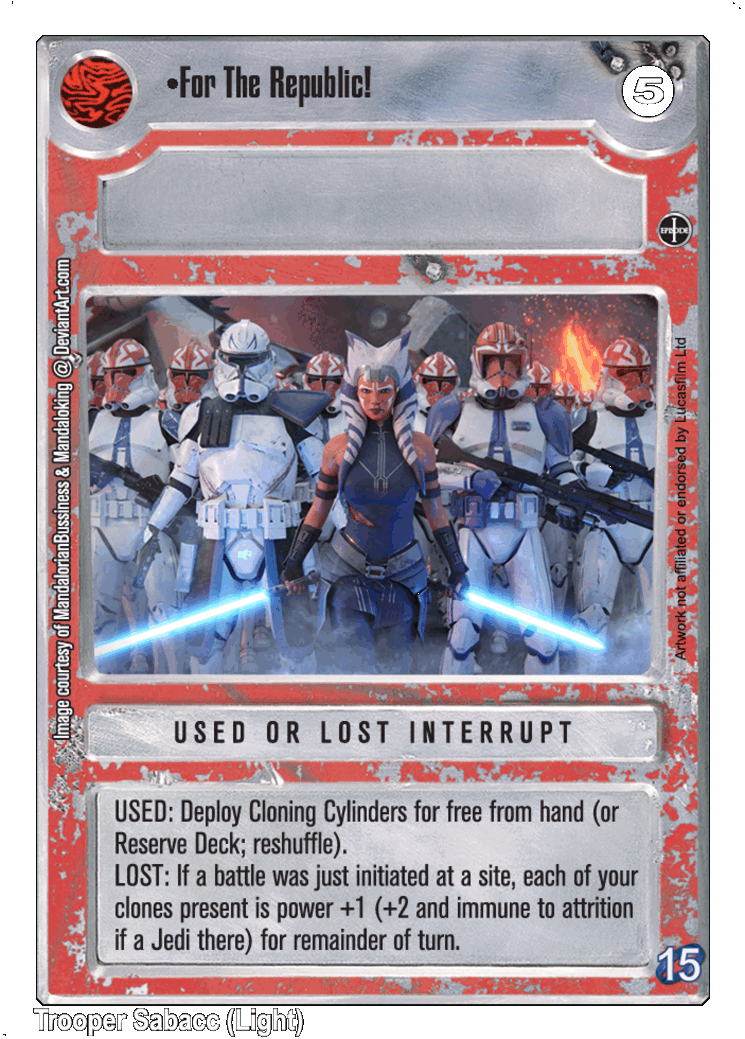 •For The Republic!
5
EPISODE I
Image courtesy of MandalorianBussiness & Mandaloking @ DeviantArt.com
Artwork not affiliated or endorsed by Lucasfilm Ltd
USED OR LOST INTERRUPT
USED: Deploy Cloning Cylinders for free from hand (or
Reserve Deck; reshuffle).
LOST: If a battle was just initiated at a site, each of your
clones present is power +1 (+2 and immune to attrition
if a Jedi there) for remainder of turn.
15
Trooper Sabacc (Light)